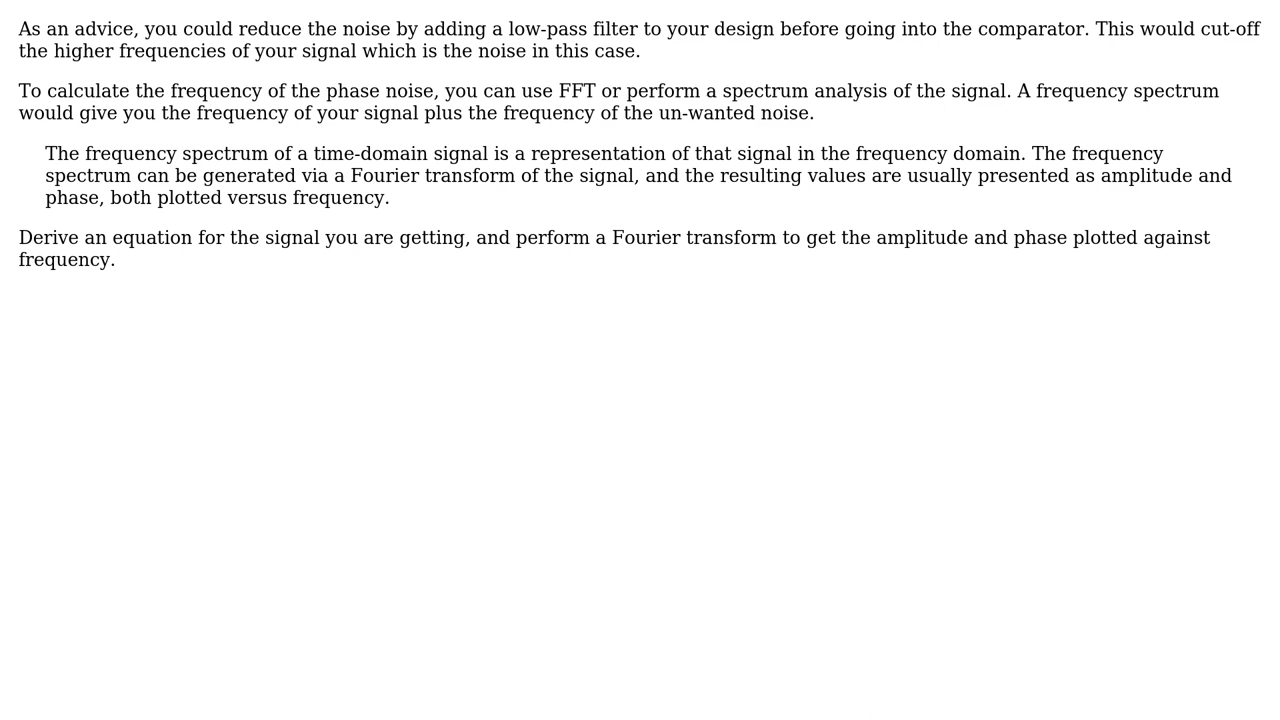 As an advice, you could reduce the noise by adding a low-pass filter to your design before going into the comparator. This would cut-off
the higher frequencies of your signal which is the noise in this case.
To calculate the frequency of the phase noise, you can use FFT or perform a spectrum analysis of the signal. A frequency spectrum
would give you the frequency of your signal plus the frequency of the un-wanted noise.
The frequency spectrum of a time-domain signal is a representation of that signal in the frequency domain. The frequency
spectrum can be generated via a Fourier transform of the signal, and the resulting values are usually presented as amplitude and
phase, both plotted versus frequency.
Derive an equation for the signal you are getting, and perform a Fourier transform to get the amplitude and phase plotted against
frequency.